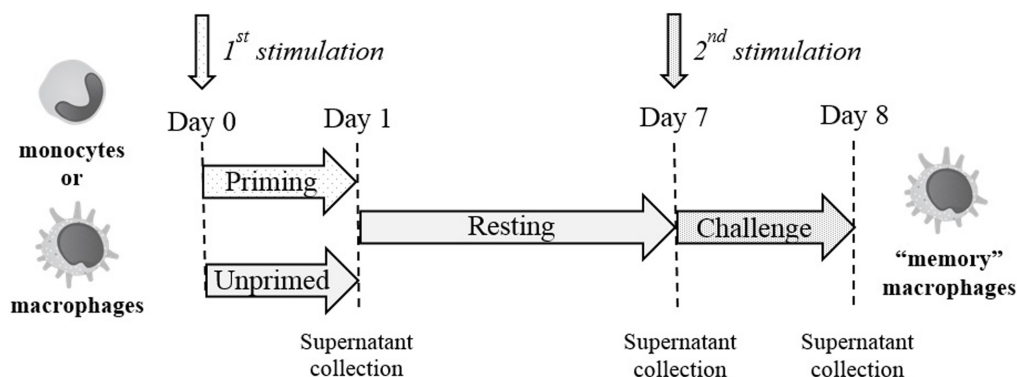 1st stimulation
2nd stimulation
Day 0
Day 1
Day 7
Day 8
monocytes
or
macrophages
Priming
Unprimed
Resting
Challenge
“memory”
macrophages
Supernatant
collection
Supernatant
collection
Supernatant
collection